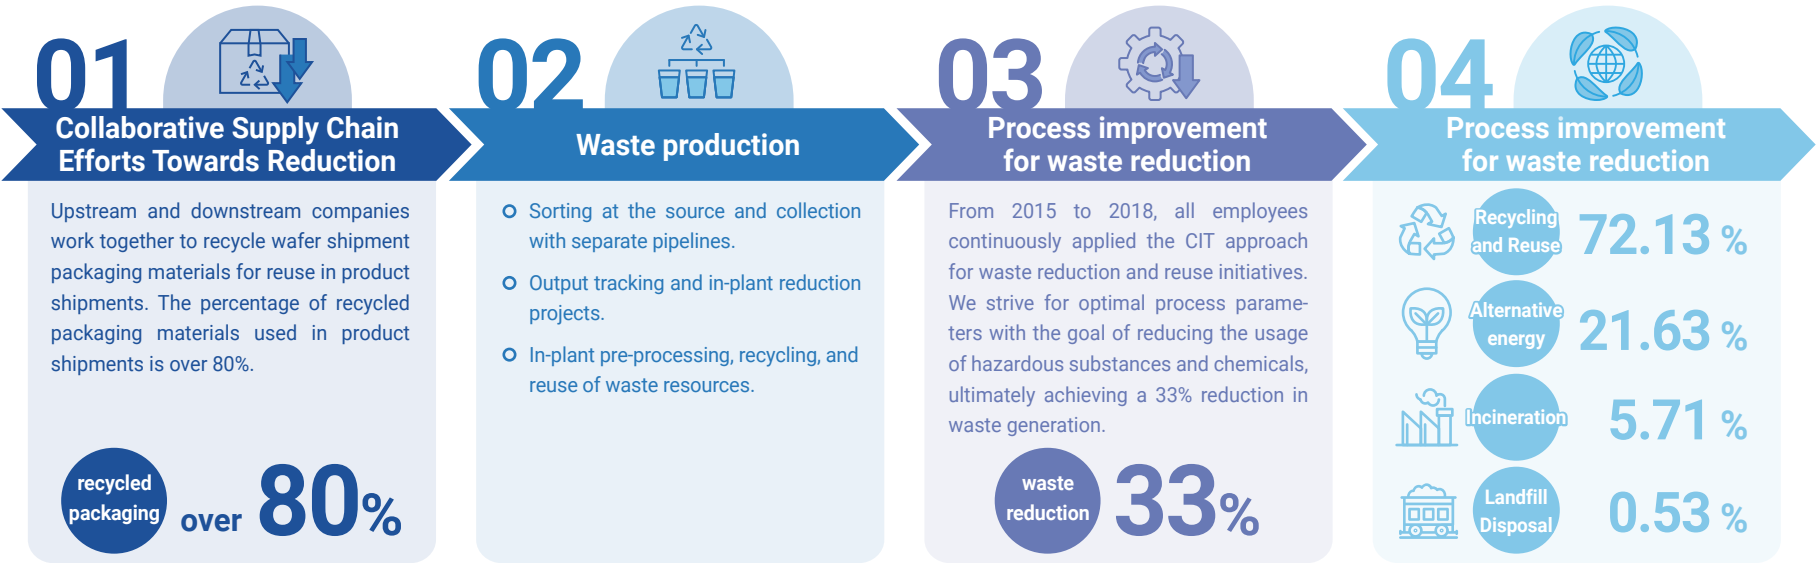 01
Collaborative Supply Chain
Efforts Towards Reduction
Upstream and downstream companies
work together to recycle wafer shipment
packaging materials for reuse in product
shipments. The percentage of recycled
packaging materials used in product
shipments is over 80%.
recycled
packaging
over 80%
02
Waste production
Sorting at the source and collection
with separate pipelines.
Output tracking and in-plant reduction
projects.
In-plant pre-processing, recycling, and
reuse of waste resources.
03
Process improvement
for waste reduction
From 2015 to 2018, all employees
continuously applied the CIT approach
for waste reduction and reuse initiatives.
We strive for optimal process parame-
ters with the goal of reducing the usage
of hazardous substances and chemicals,
ultimately achieving a 33% reduction in
waste generation.
waste
reduction
33%
04
Process improvement
for waste reduction
Recycling
and Reuse
72.13 %
Alternative
energy
21.63 %
Incineration
5.71 %
Landfill
Disposal
0.53 %